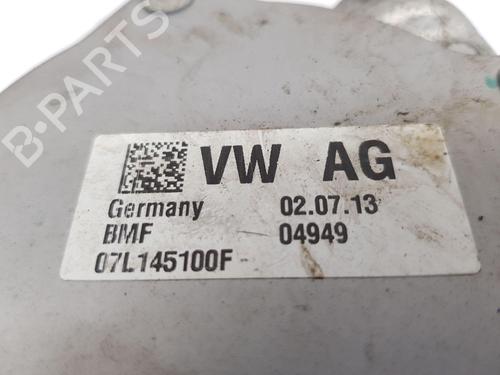 B-PARTS
VW AG
Germany 02.07.13
BMF 04949
07L145100F